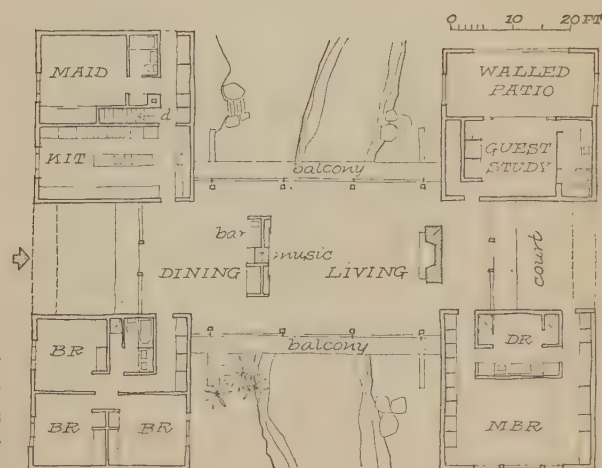 0 10 20 FT
MAID
d
KIT
balcony
WALLED
PATIO
GUEST
STUDY
bar
music
DINING
LIVING
court
balcony
BR
DR
BR
BR
MBR